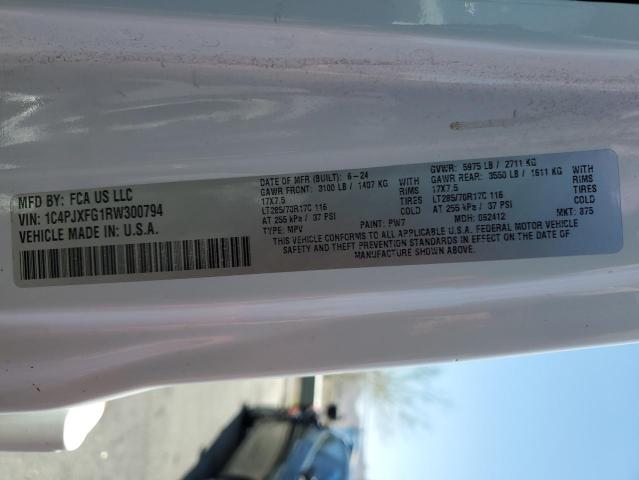 MFD BY: FCA US LLC
VIN: 1C4PJXFG1RW300794
VEHICLE MADE IN: U.S.A.
DATE OF MFR (BUILT): 6-24
GAWR FRONT: 3100 LB / 1407 KG WITH
17X7.5 RIMS
LT285/70R17C 116 TIRES
AT 255 kPa / 37 PSI COLD
TYPE: MPV
PAINT: PW7
GVWR: 5975 LB / 2711 KG
GAWR REAR: 3550 LB / 1611 KG WITH
17X7.5 RIMS
LT285/70R17C 116 TIRES
AT 255 kPa / 37 PSI COLD
MDH: 062412
MKT: 875
THIS VEHICLE CONFORMS TO ALL APPLICABLE U.S.A. FEDERAL MOTOR VEHICLE
SAFETY AND THEFT PREVENTION STANDARDS IN EFFECT ON THE DATE OF
MANUFACTURE SHOWN ABOVE.